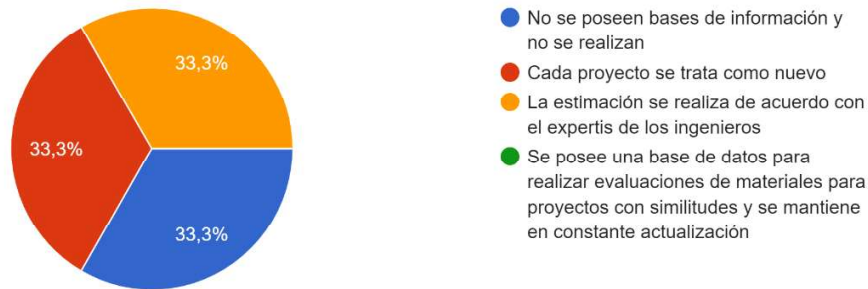 33,3%
33,3%
33,3%
No se poseen bases de información y
no se realizan
Cada proyecto se trata como nuevo
La estimación se realiza de acuerdo con
el expertis de los ingenieros
Se posee una base de datos para
realizar evaluaciones de materiales para
proyectos con similitudes y se mantiene
en constante actualización